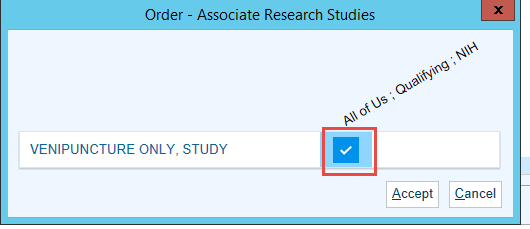 Order - Associate Research Studies
x
All of Us ; Qualifying ; NIH
VENIPUNCTURE ONLY, STUDY
Accept
Cancel